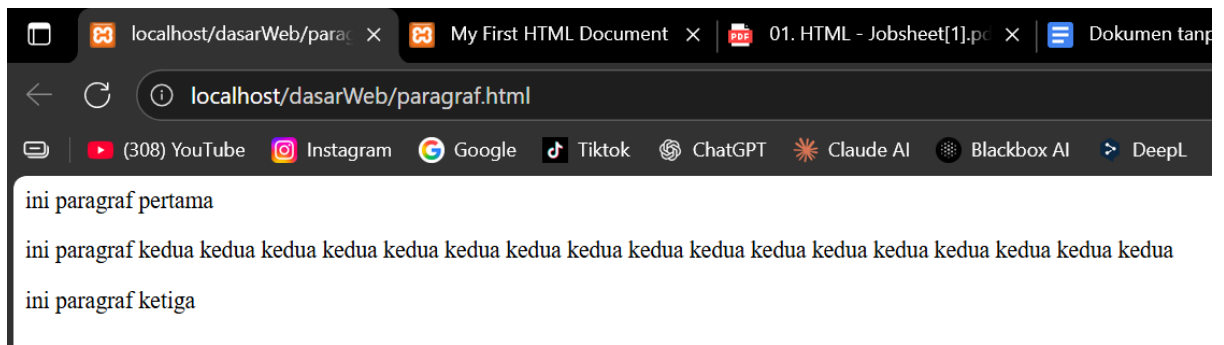 localhost/dasarWeb/parag
My First HTML Document
01. HTML - Jobsheet[1].pd
Dokumen tanp
localhost/dasarWeb/paragraf.html
(308) YouTube
Instagram
Google
Tiktok
ChatGPT
Claude AI
Blackbox AI
DeepL
ini paragraf pertama
ini paragraf kedua kedua kedua kedua kedua kedua kedua kedua kedua kedua kedua kedua kedua kedua kedua kedua kedua
ini paragraf ketiga